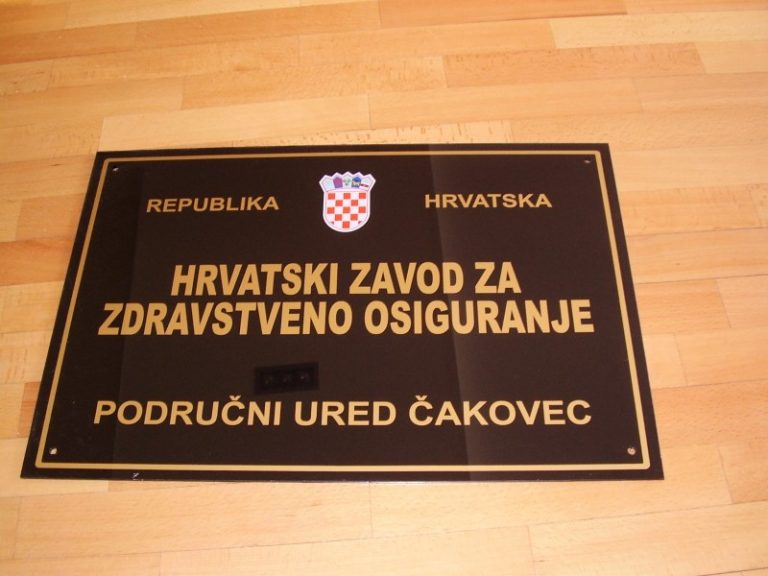 REPUBLIKA HRVATSKA
HRVATSKI ZAVOD ZA
ZDRAVSTVENO OSIGURANJE
PODRUČNI URED ČAKOVEC